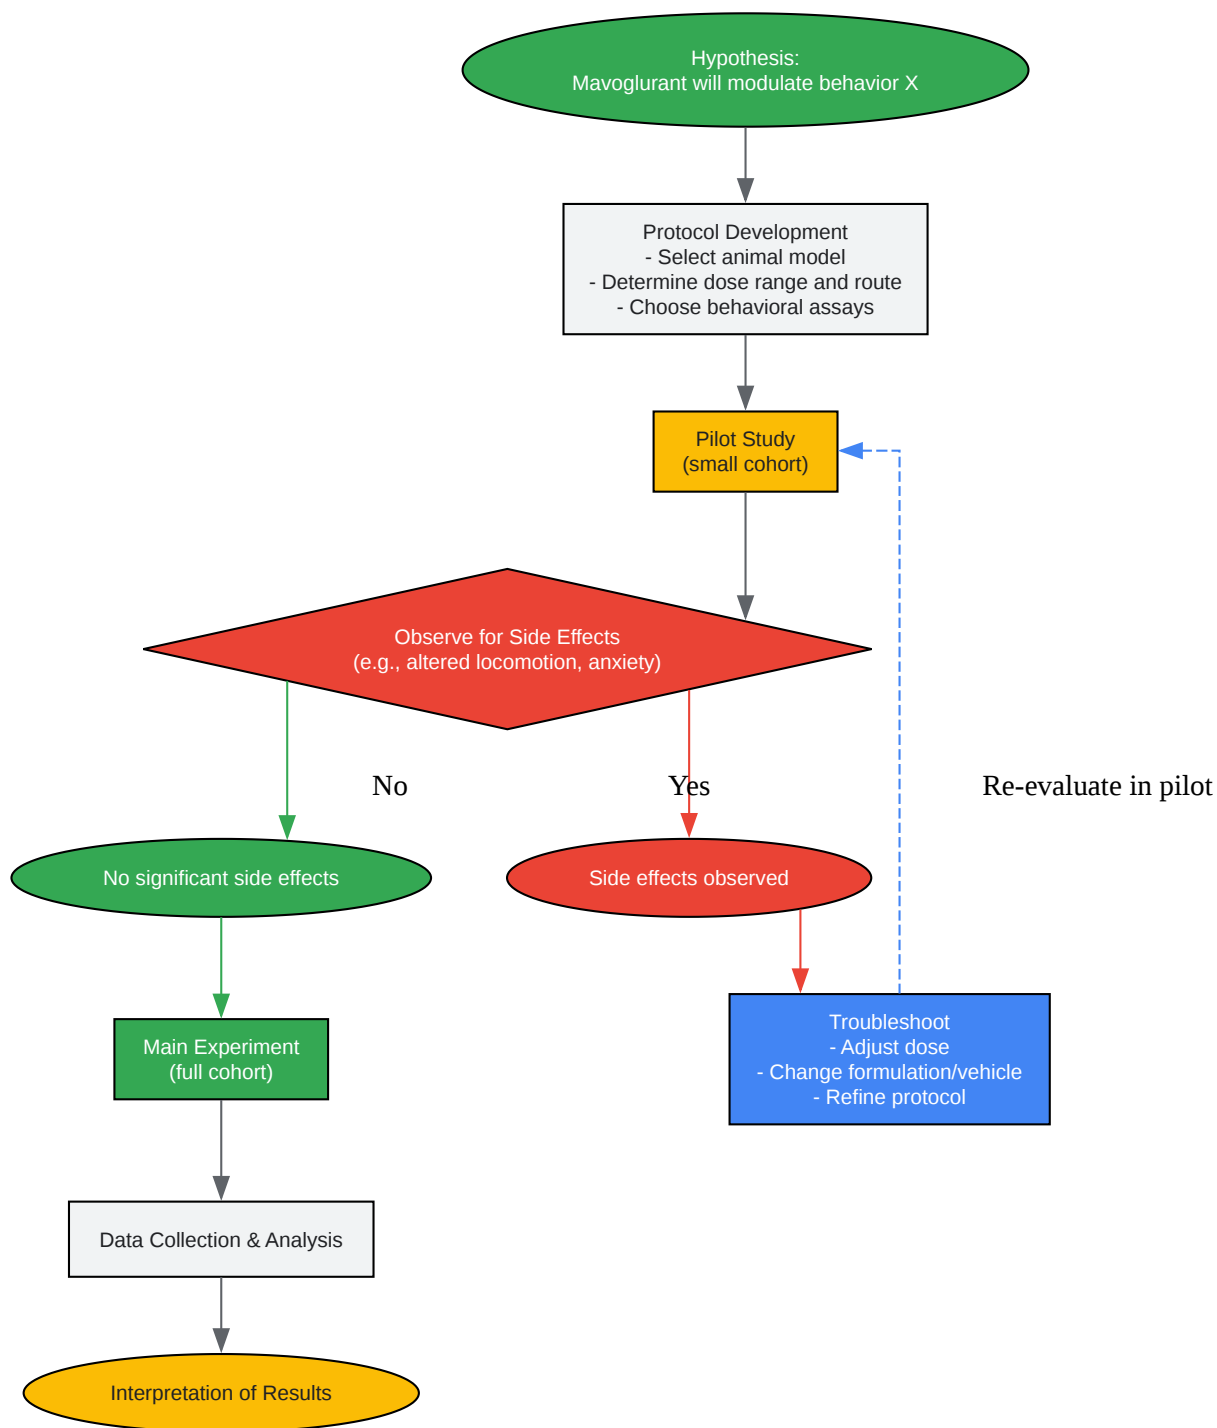 Hypothesis:
Mavoglurant will modulate behavior X
Protocol Development
- Select animal model
- Determine dose range and route
- Choose behavioral assays
Pilot Study
(small cohort)
Observe for Side Effects
(e.g., altered locomotion, anxiety)
No
Yes
Re-evaluate in pilot
No significant side effects
Side effects observed
Troubleshoot
- Adjust dose
- Change formulation/vehicle
- Refine protocol
Main Experiment
(full cohort)
Data Collection & Analysis
Interpretation of Results